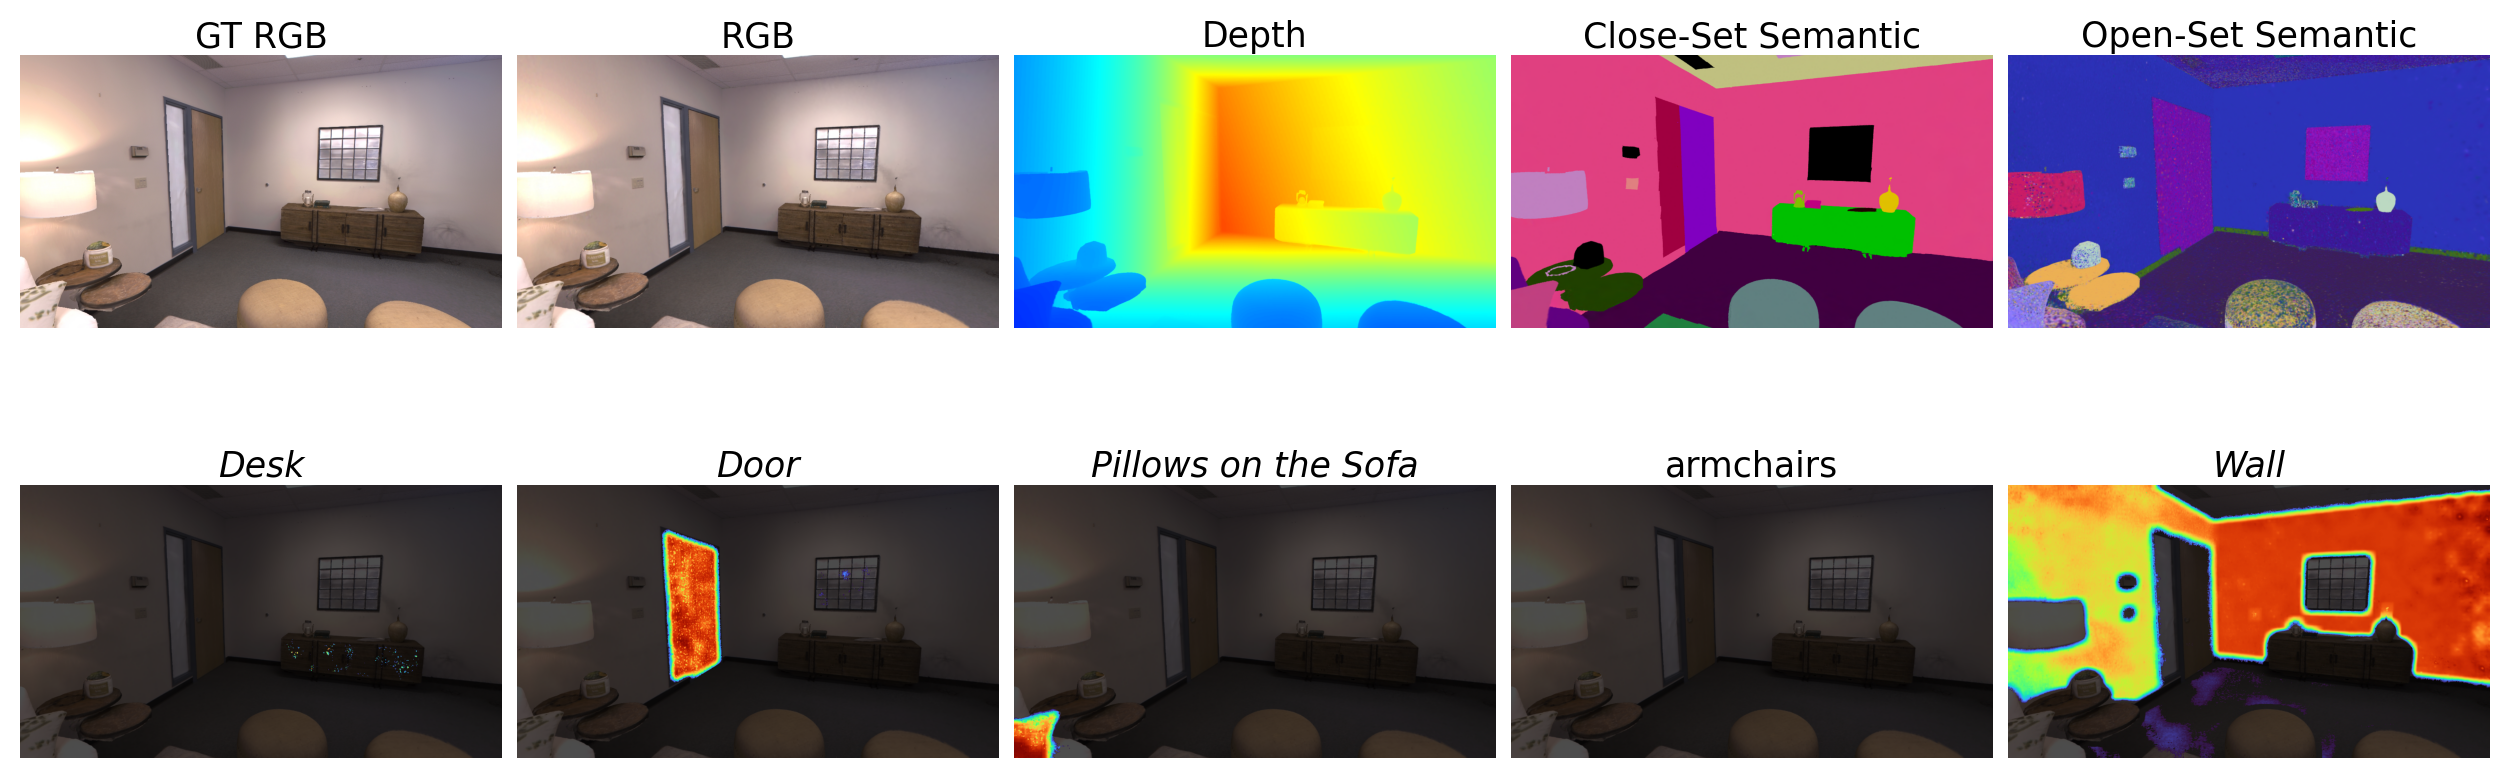 GT RGB
RGB
Depth
Close-Set Semantic
Open-Set Semantic
Desk
Door
Pillows on the Sofa
armchairs
Wall